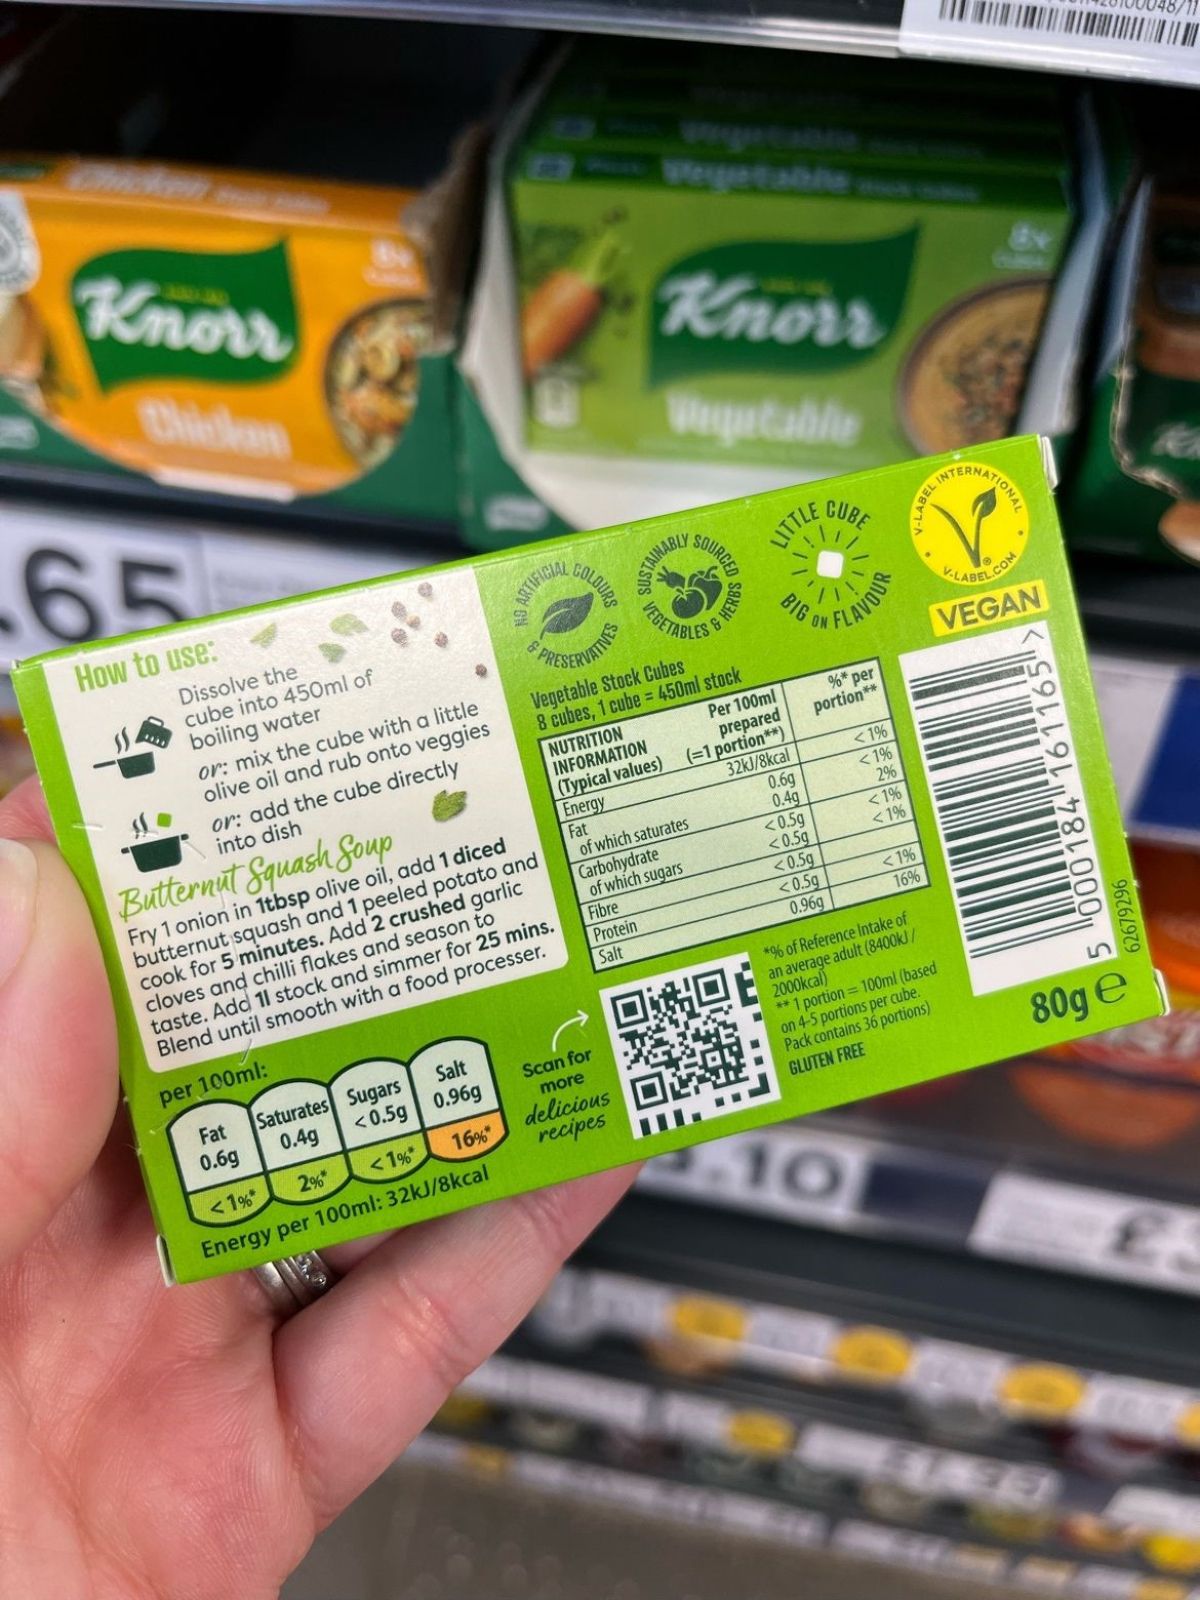 Chicken
Vegetable
Vegetable
8x
8x
Knorr
Knorr
Chicken
Vegetable
.65
How to use:
Dissolve the
cube into 450ml of
boiling water
or: mix the cube with a little
olive oil and rub onto veggies
or: add the cube directly
into dish
Butternut Squash Soup
Fry 1 onion in 1tbsp olive oil, add 1 diced
butternut squash and 1 peeled potato and
cook for 5 minutes. Add 2 crushed garlic
cloves and chilli flakes and season to
taste. Add 1l stock and simmer for 25 mins.
Blend until smooth with a food processer.
per 100ml:
Fat
0.6g
<1%*
Saturates
0.4g
2%*
Sugars
<0.5g
<1%*
Salt
0.96g
16%*
Energy per 100ml: 32kJ/8kcal
NO ARTIFICIAL COLOURS
& PRESERVATIVES
SUSTAINABLY SOURCED
VEGETABLES & HERBS
LITTLE CUBE
BIG ON FLAVOUR
V-LABEL INTERNATIONAL
V-LABEL.COM
VEGAN
Vegetable Stock Cubes
8 cubes, 1 cube = 450ml stock
NUTRITION
INFORMATION
(Typical values)
Per 100ml
prepared
(=1 portion**)
%* per
portion**
Energy 32kJ/8kcal <1%
Fat 0.6g <1%
of which saturates 0.4g 2%
Carbohydrate <0.5g <1%
of which sugars <0.5g <1%
Fibre <0.5g
Protein <0.5g <1%
Salt 0.96g 16%
Scan for
more
delicious
recipes
*% of Reference Intake of
an average adult (8400kJ/
2000kcal)
** 1 portion = 100ml (based
on 4-5 portions per cube.
Pack contains 36 portions)
GLUTEN FREE
5 000184 161165 >
62679296
80g e
.10